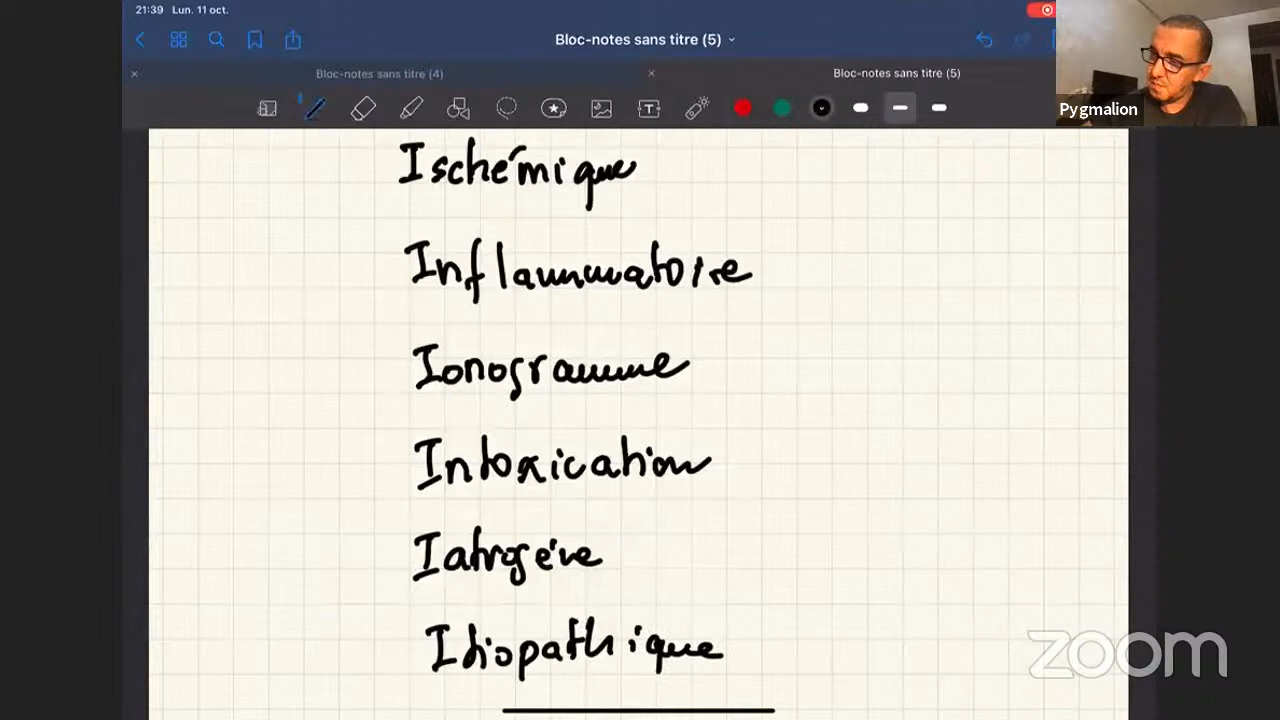 21:39 Lun. 11 oct.
Bloc-notes sans titre (5)
Bloc-notes sans titre (4)
Bloc-notes sans titre (5)
Pygmalion
Ischémique
Inflammatoire
Ionogramme
Intoxication
Iatrogène
Idiopathique
zoom